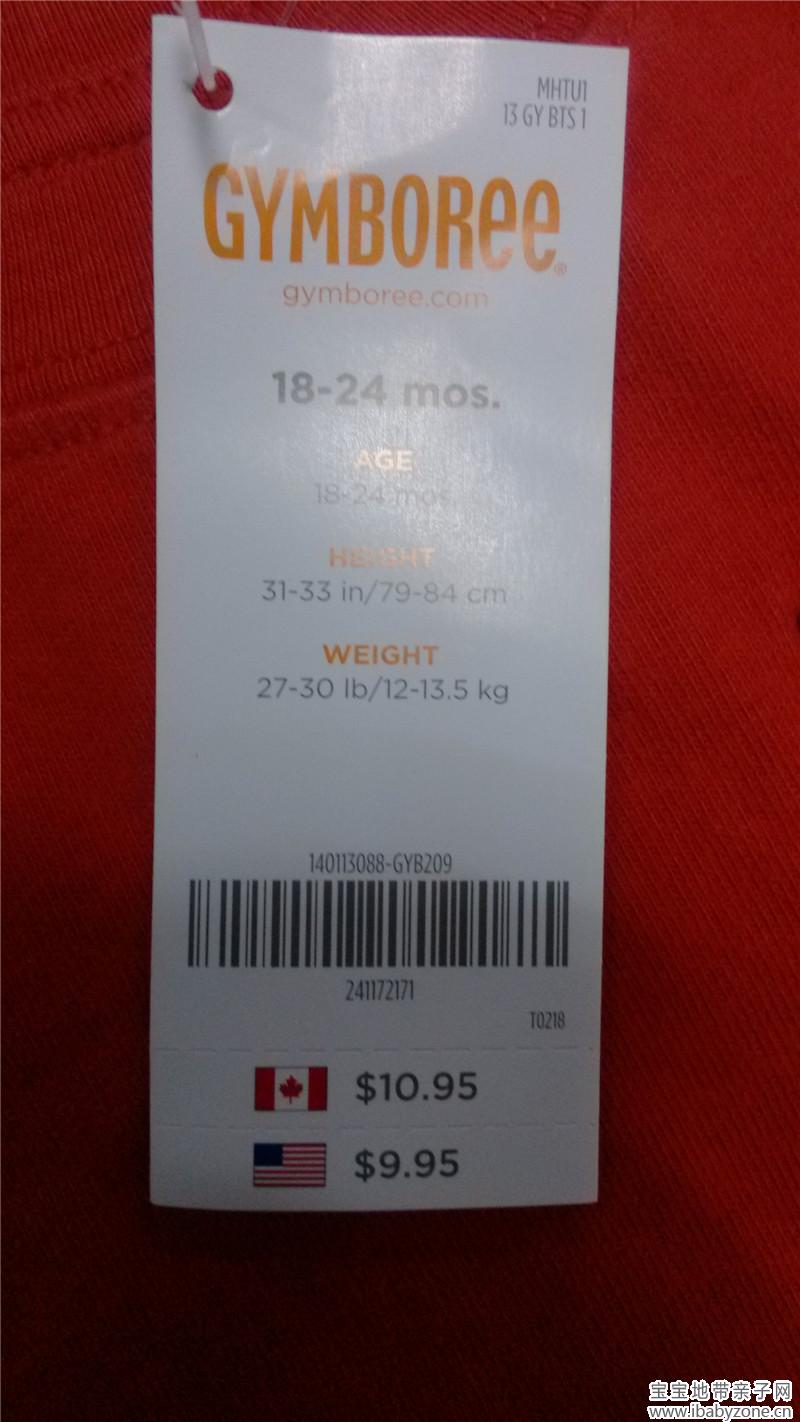 MHTU1
13 GY BTS 1
GYMBOREE®
gymboree.com
18-24 mos.
AGE
18-24 mos.
HEIGHT
31-33 in/79-84 cm
WEIGHT
27-30 lb/12-13.5 kg
140113088-GYB209
241172171
T0218
$10.95
$9.95
宝宝地带亲子网
www.ibabyzone.cn